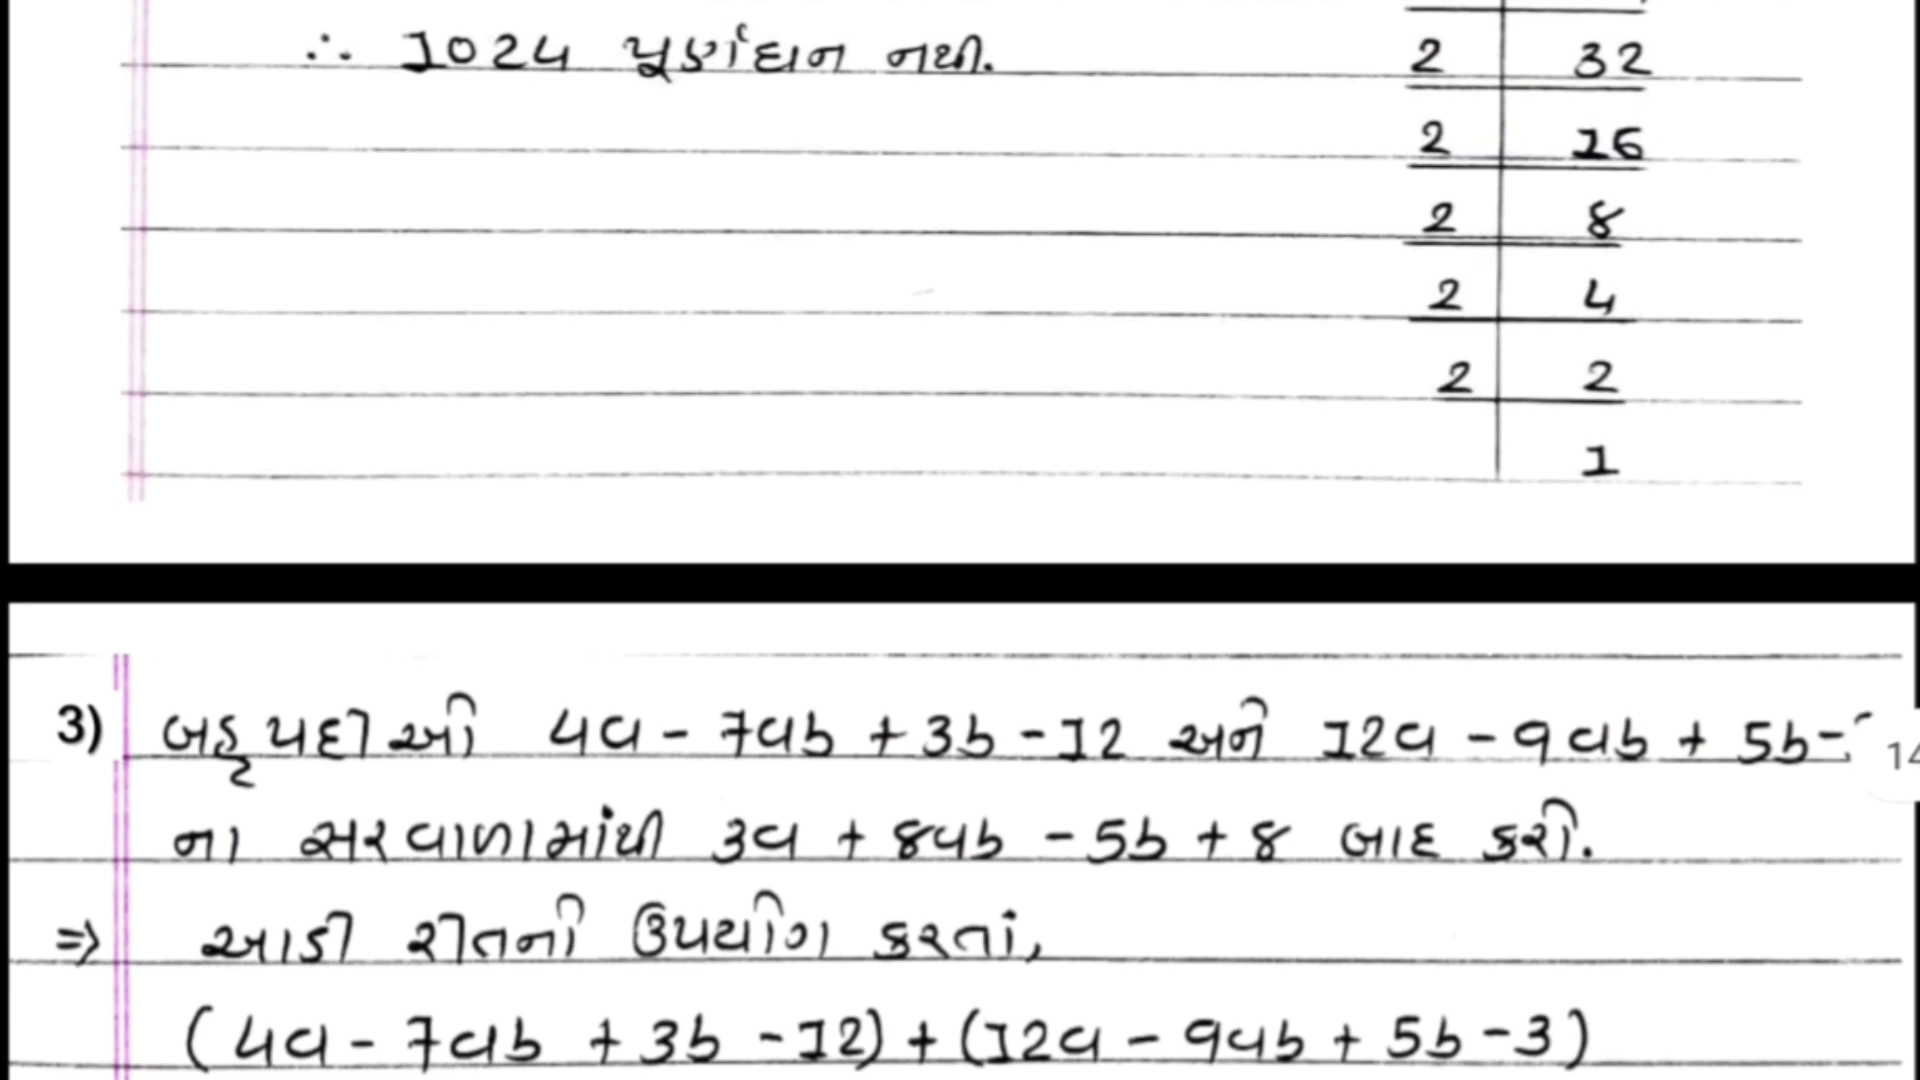 ∴ 1024 પૂર્ણઘન નથી.
2 32
2 16
2 8
2 4
2 2
1
3) બહુપદીઓ 4a - 7ab + 3b - 12 અને 12a - 9ab + 5b -
14
ના સરવાળામાંથી 3a + 8ab - 5b + 8 બાદ કરો.
⇒ આડી રીતનો ઉપયોગ કરતાં,
(4a - 7ab + 3b - 12) + (12a - 9ab + 5b - 3)